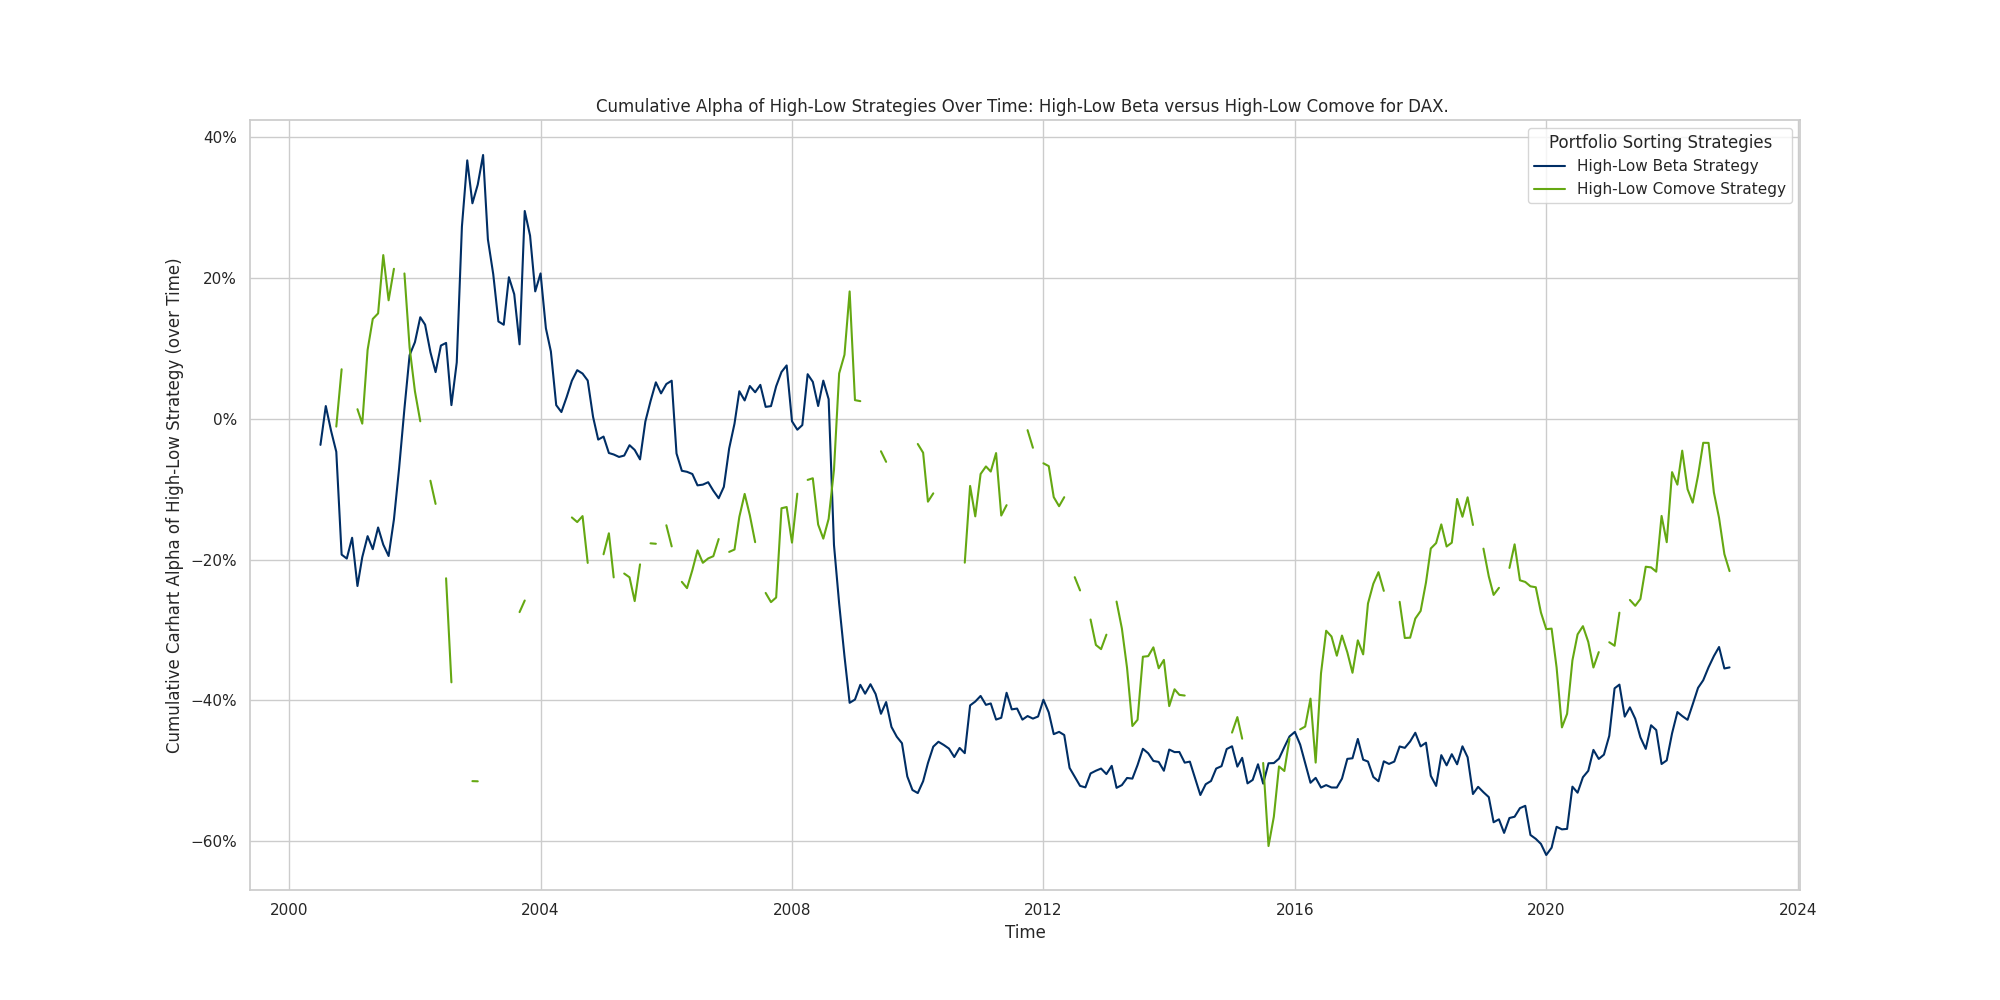 Cumulative Alpha of High-Low Strategies Over Time: High-Low Beta versus High-Low Comove for DAX.
Portfolio Sorting Strategies
High-Low Beta Strategy
High-Low Comove Strategy
Cumulative Carhart Alpha of High-Low Strategy (over Time)
40%
20%
0%
−20%
−40%
−60%
2000 2004 2008 2012 2016 2020 2024
Time